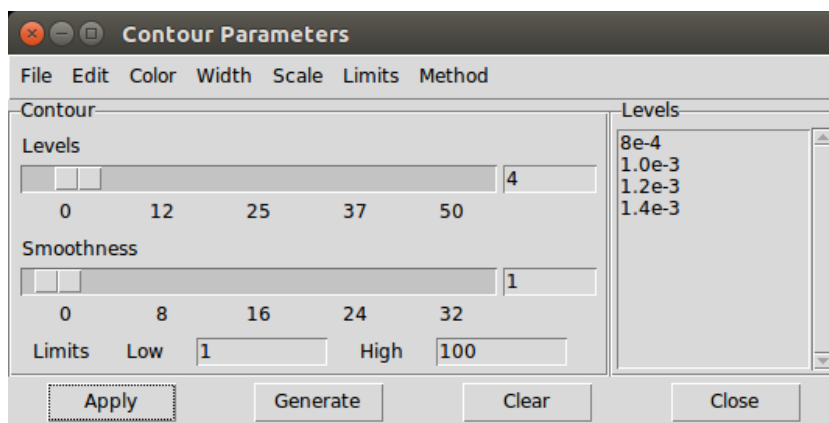 Contour Parameters
File Edit Color Width Scale Limits Method
Contour
Levels
4
0 12 25 37 50
Smoothness
1
0 8 16 24 32
Limits Low 1 High 100
Levels
8e-4
1.0e-3
1.2e-3
1.4e-3
Apply Generate Clear Close